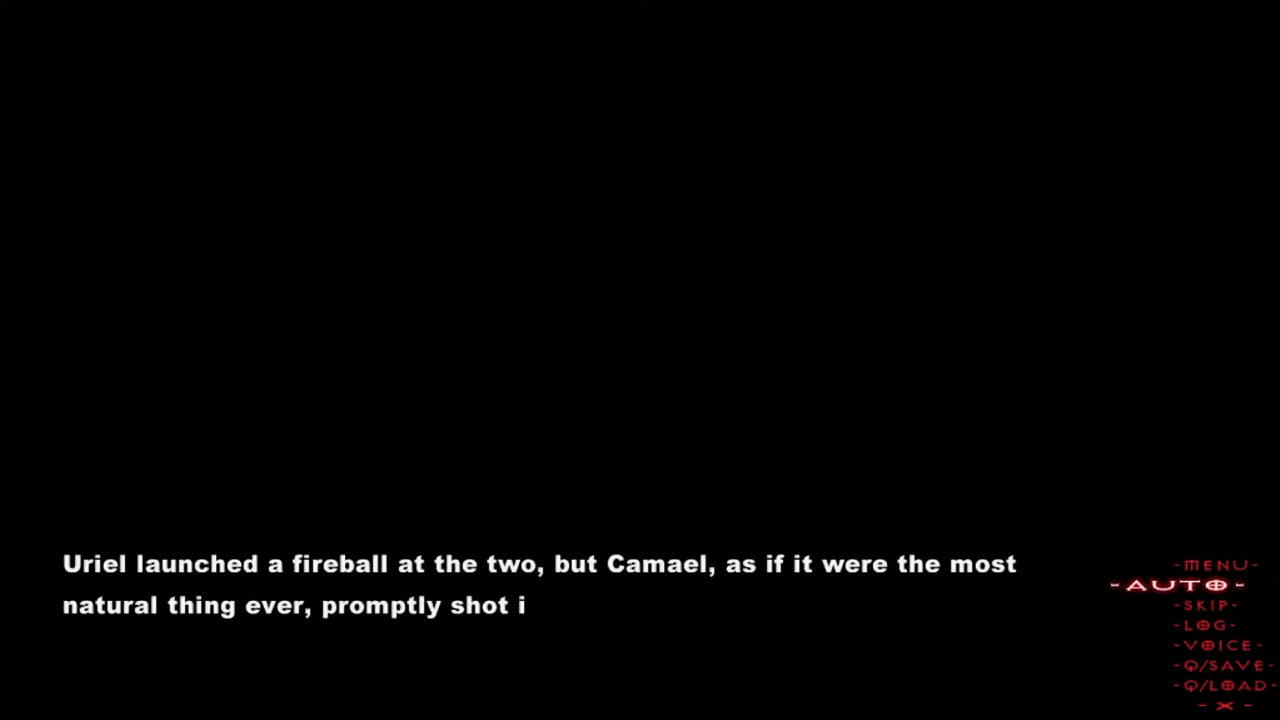 Uriel launched a fireball at the two, but Camael, as if it were the most
natural thing ever, promptly shot i
-MENU-
-AUTO-
-SKIP-
-LOG-
-VOICE-
-Q/SAVE-
-Q/LOAD-
-X-